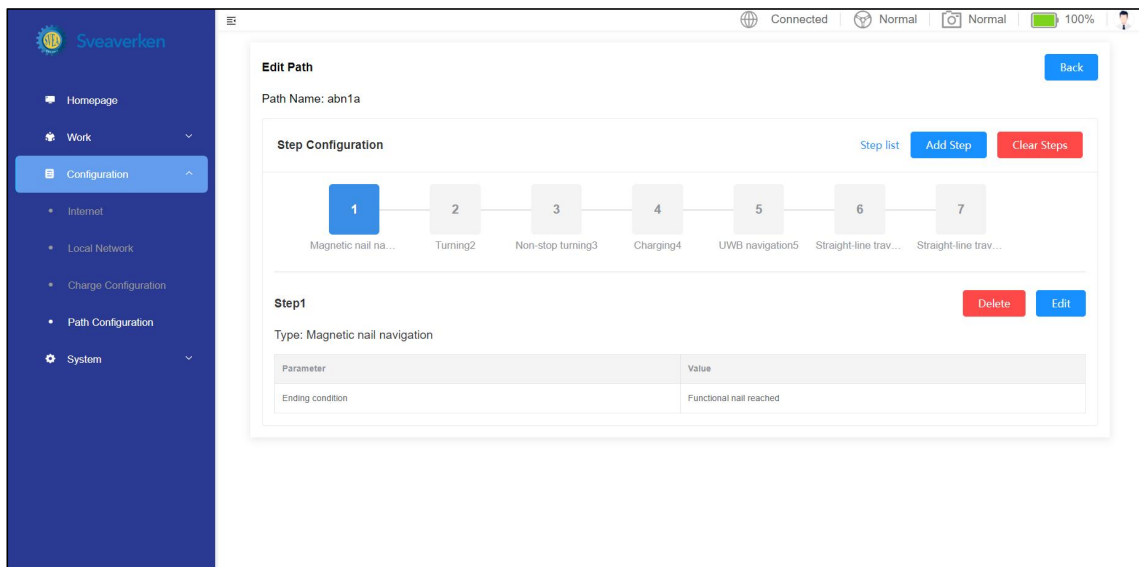 Sveaverken
Connected
Normal
Normal
100%
Homepage
Work
Configuration
Internet
Local Network
Charge Configuration
Path Configuration
System
Edit Path
Back
Path Name: abn1a
Step Configuration
Step list
Add Step
Clear Steps
1
2
3
4
5
6
7
Magnetic nail na...
Turning2
Non-stop turning3
Charging4
UWB navigation5
Straight-line trav...
Straight-line trav...
Step1
Delete
Edit
Type: Magnetic nail navigation
Parameter
Value
Ending condition
Functional nail reached